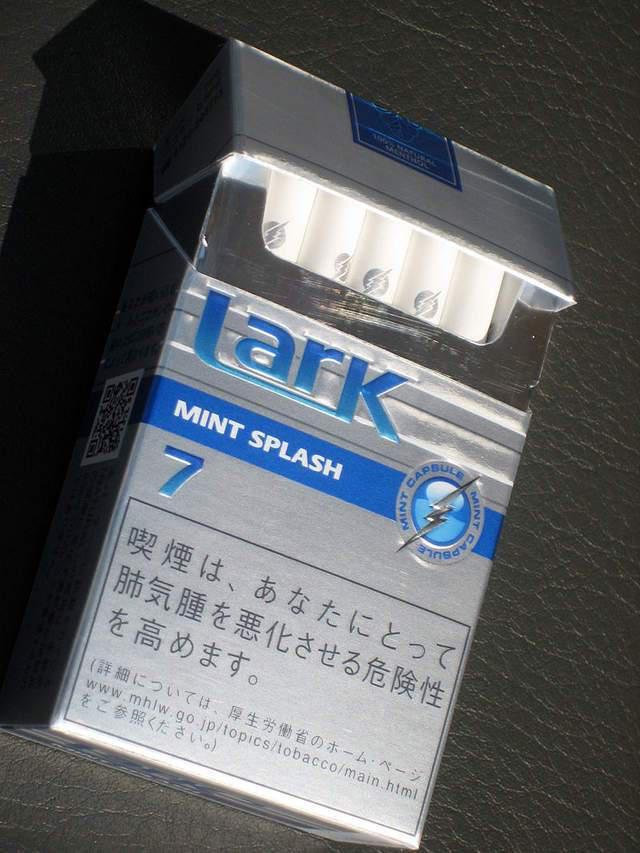 100% NATURAL
MENTHOL
Lark
MINT SPLASH
7
MINT CAPSULE MINT CAPSULE
喫煙は、あなたにとって
肺気腫を悪化させる危険性
を高めます。
(詳細については、厚生労働省のホーム・ページ
www.mhlw.go.jp/topics/tobacco/main.html
をご参照ください。)